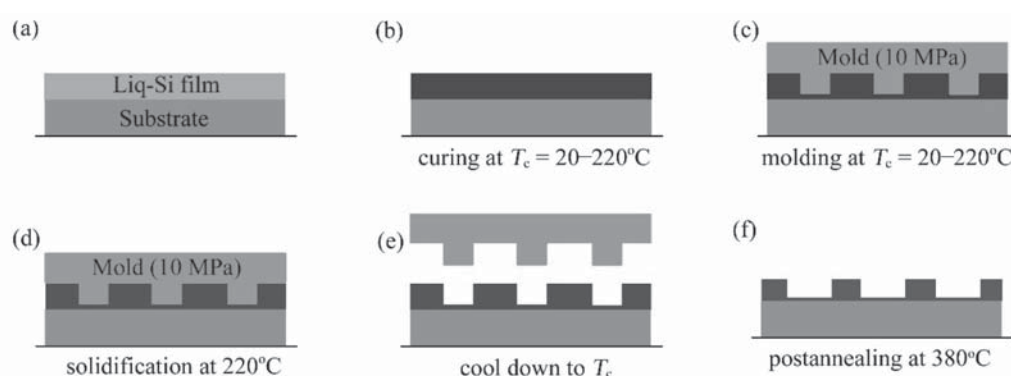 (a)
Liq-Si film
Substrate
(b)
curing at Tc = 20–220°C
(c)
Mold (10 MPa)
molding at Tc = 20–220°C
(d)
Mold (10 MPa)
solidification at 220°C
(e)
cool down to Tc
(f)
postannealing at 380°C